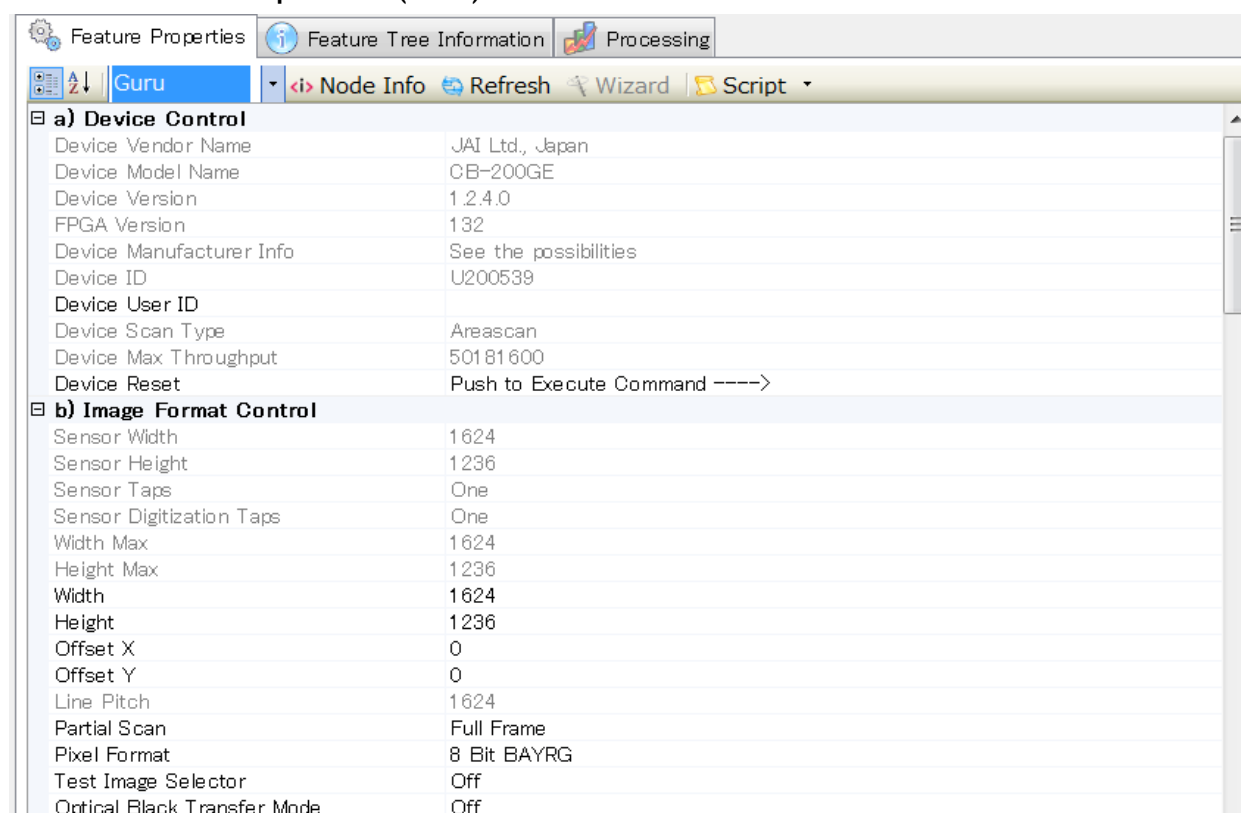 Feature Properties Feature Tree Information Processing
Guru Node Info Refresh Wizard Script
a) Device Control
Device Vendor Name JAI Ltd., Japan
Device Model Name CB-200GE
Device Version 1.2.4.0
FPGA Version 132
Device Manufacturer Info See the possibilities
Device ID U200539
Device User ID
Device Scan Type Areascan
Device Max Throughput 50181600
Device Reset Push to Execute Command ---->
b) Image Format Control
Sensor Width 1624
Sensor Height 1236
Sensor Taps One
Sensor Digitization Taps One
Width Max 1624
Height Max 1236
Width 1624
Height 1236
Offset X 0
Offset Y 0
Line Pitch 1624
Partial Scan Full Frame
Pixel Format 8 Bit BAYRG
Test Image Selector Off
Optical Black Transfer Mode Off